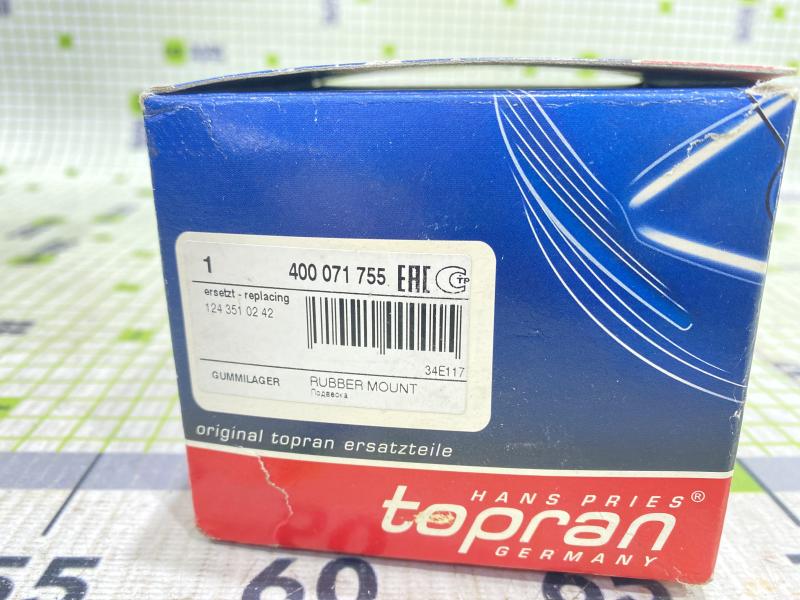 1 400 071 755 EAC СТР
ersetzt - replacing
124 351 02 42
34E117
GUMMILAGER RUBBER MOUNT
Подвеска
original topran ersatzteile
HANS PRIES®
topran
GERMANY
55 60